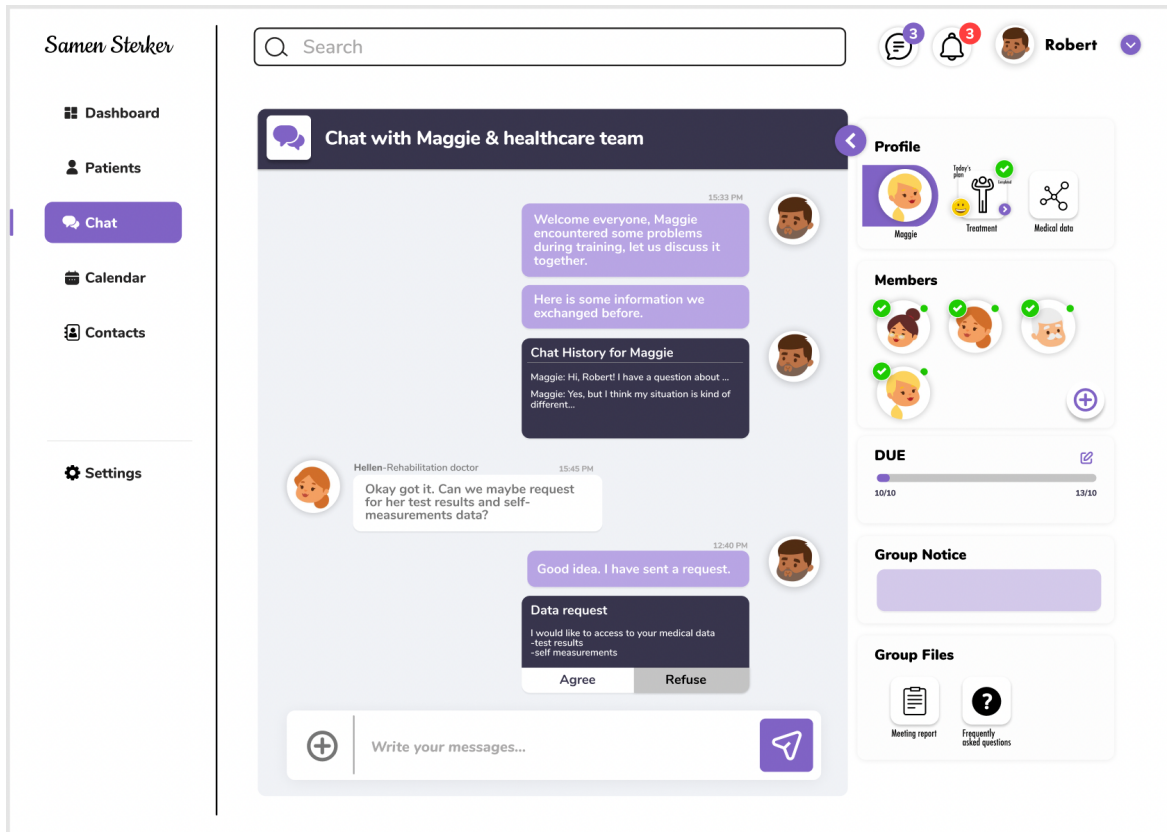 Samen Sterker
Search
3
3
Robert
Dashboard
Patients
Chat
Calendar
Contacts
Settings
Chat with Maggie & healthcare team
15:33 PM
Welcome everyone, Maggie
encountered some problems
during training, let us discuss it
together.
Here is some information we
exchanged before.
Chat History for Maggie
Maggie: Hi, Robert! I have a question about ...
Maggie: Yes, but I think my situation is kind of
different...
Hellen-Rehabilitation doctor
15:45 PM
Okay got it. Can we maybe request
for her test results and self-
measurements data?
12:40 PM
Good idea. I have sent a request.
Data request
I would like to access to your medical data
-test results
-self measurements
Agree
Refuse
Write your messages...
Profile
Maggie
Today's
plan
Completed
Treatment
Medical data
Members
DUE
10/10
13/10
Group Notice
Group Files
?
Meeting report
Frequently
asked questions